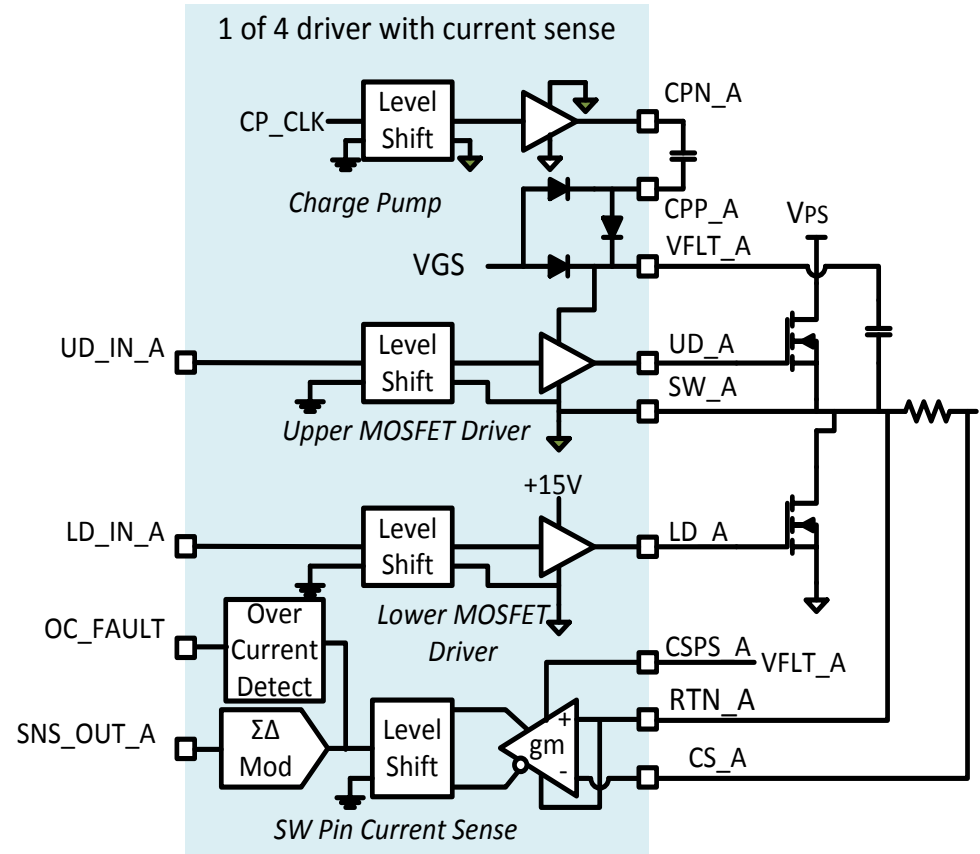 1 of 4 driver with current sense
CP_CLK
Level
Shift
CPN_A
Charge Pump
CPP_A
VPS
VGS
VFLT_A
UD_IN_A
Level
Shift
UD_A
SW_A
Upper MOSFET Driver
+15V
LD_IN_A
Level
Shift
LD_A
Lower MOSFET
Driver
OC_FAULT
Over
Current
Detect
CSPS_A
VFLT_A
RTN_A
SNS_OUT_A
ΣΔ
Mod
Level
Shift
+
gm
-
CS_A
SW Pin Current Sense